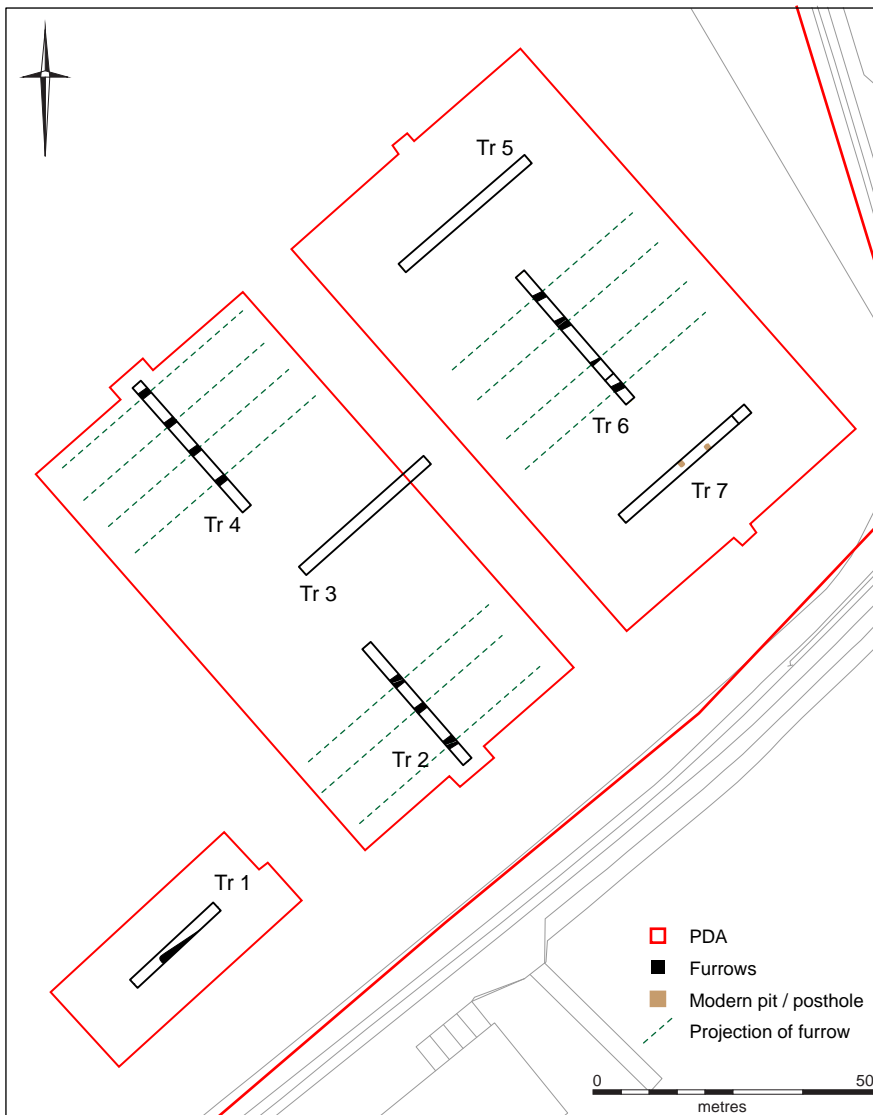 Tr 5
Tr 6
Tr 7
Tr 4
Tr 3
Tr 2
Tr 1
PDA
Furrows
Modern pit / posthole
Projection of furrow
0 50
metres